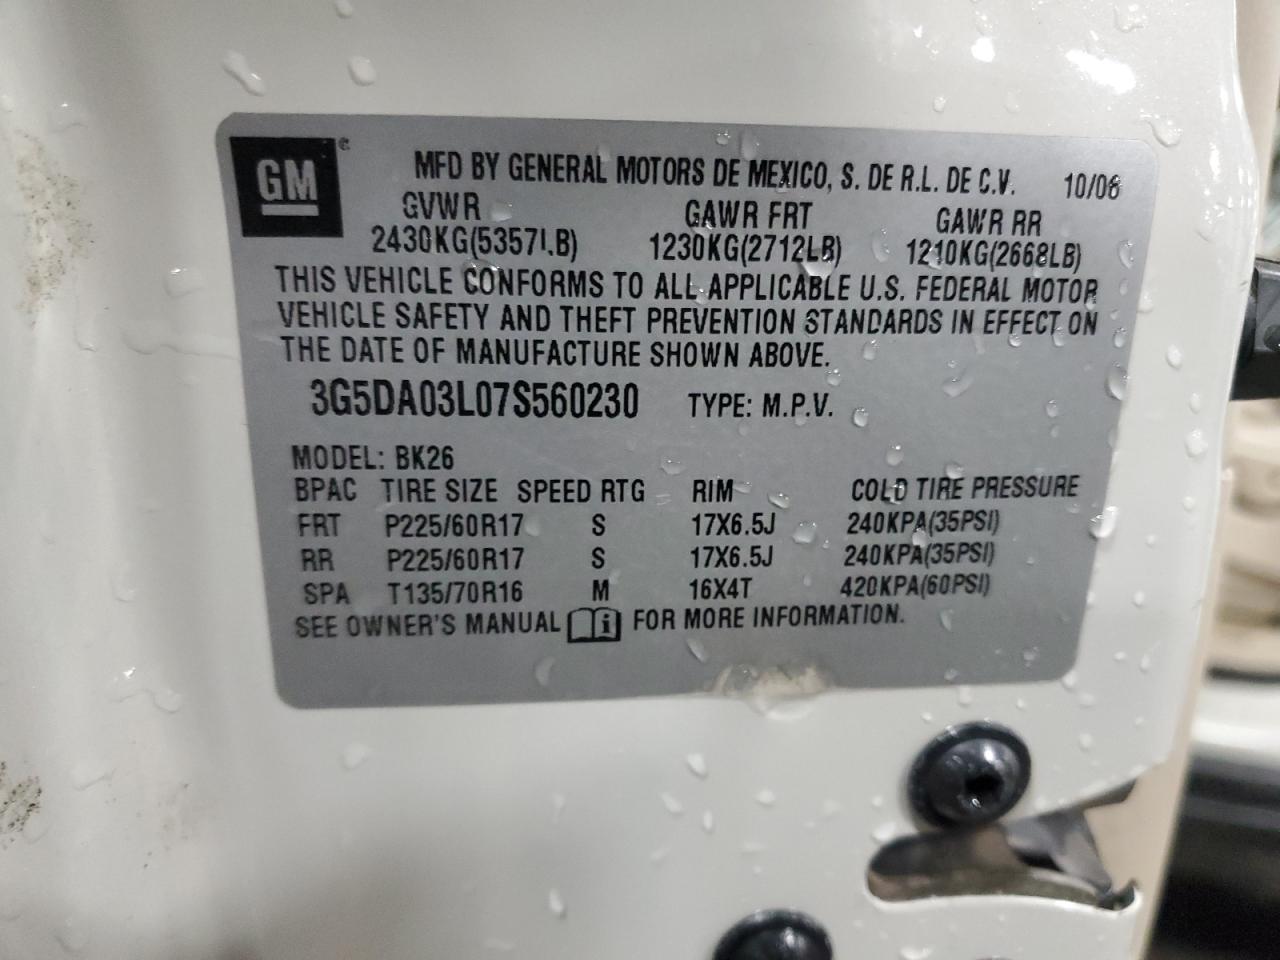 GM ©
MFD BY GENERAL MOTORS DE MEXICO, S. DE R.L. DE C.V. 10/06
GVWR GAWR FRT GAWR RR
2430KG(5357LB) 1230KG(2712LB) 1210KG(2668LB)
THIS VEHICLE CONFORMS TO ALL APPLICABLE U.S. FEDERAL MOTOR
VEHICLE SAFETY AND THEFT PREVENTION STANDARDS IN EFFECT ON
THE DATE OF MANUFACTURE SHOWN ABOVE.
3G5DA03L07S560230 TYPE: M.P.V.
MODEL: BK26
BPAC TIRE SIZE SPEED RTG RIM COLD TIRE PRESSURE
FRT P225/60R17 S 17X6.5J 240KPA(35PSI)
RR P225/60R17 S 17X6.5J 240KPA(35PSI)
SPA T135/70R16 M 16X4T 420KPA(60PSI)
SEE OWNER'S MANUAL i FOR MORE INFORMATION.